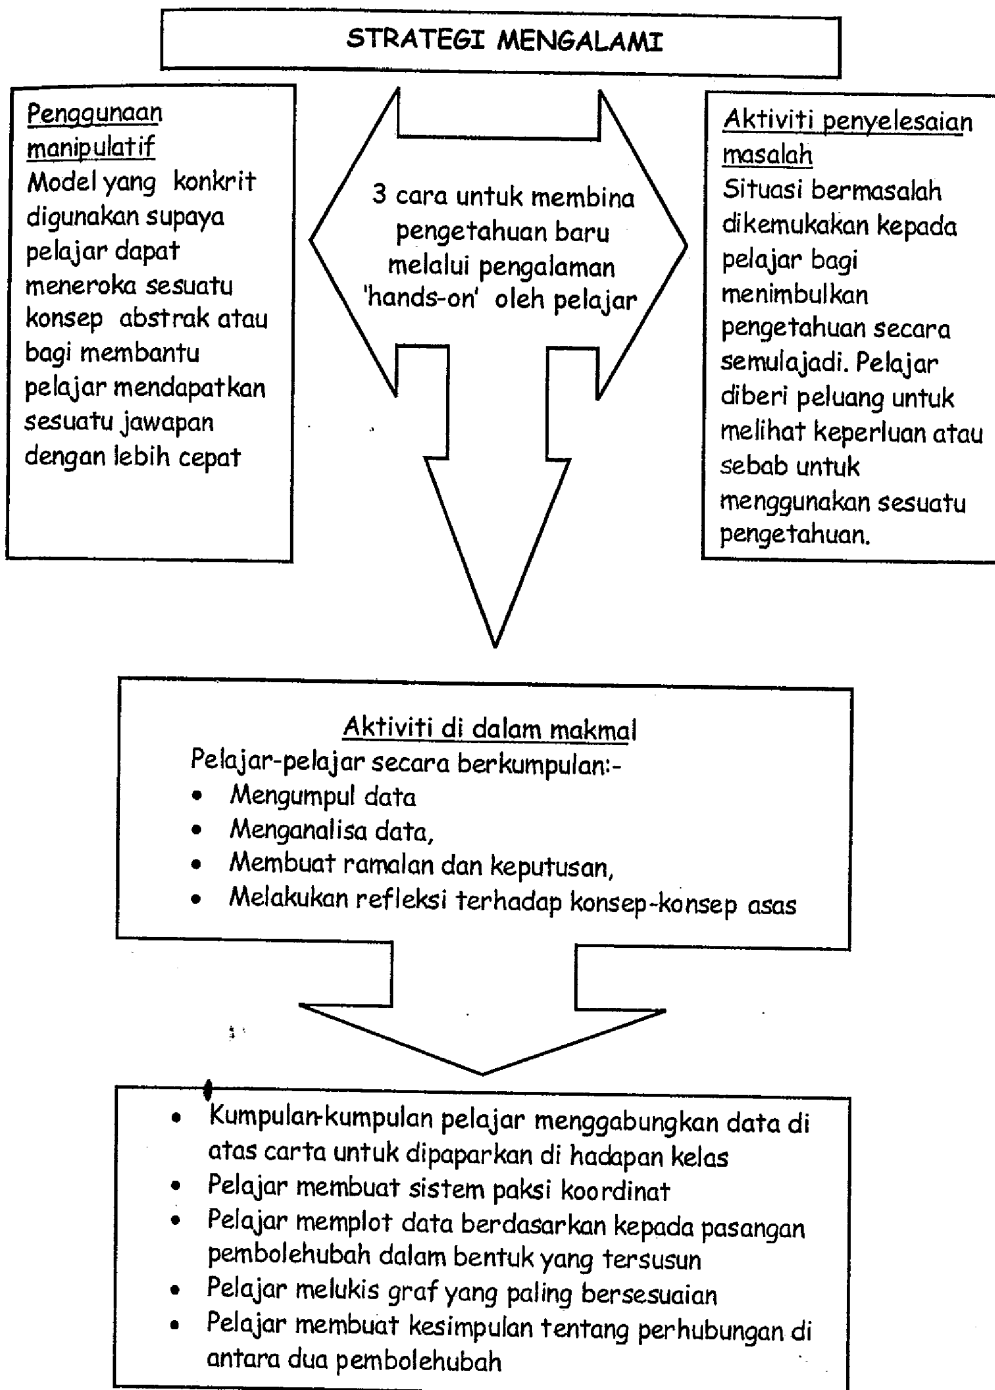 STRATEGI MENGALAMI
Penggunaan
manipulatif
Model yang konkrit
digunakan supaya
pelajar dapat
meneroka sesuatu
konsep abstrak atau
bagi membantu
pelajar mendapatkan
sesuatu jawapan
dengan lebih cepat
3 cara untuk membina
pengetahuan baru
melalui pengalaman
'hands-on' oleh pelajar
Aktiviti penyelesaian
masalah
Situasi bermasalah
dikemukakan kepada
pelajar bagi
menimbulkan
pengetahuan secara
semulajadi. Pelajar
diberi peluang untuk
melihat keperluan atau
sebab untuk
menggunakan sesuatu
pengetahuan.
Aktiviti di dalam makmal
Pelajar-pelajar secara berkumpulan:-
• Mengumpul data
• Menganalisa data,
• Membuat ramalan dan keputusan,
• Melakukan refleksi terhadap konsep-konsep asas
• Kumpulan-kumpulan pelajar menggabungkan data di
atas carta untuk dipaparkan di hadapan kelas
• Pelajar membuat sistem paksi koordinat
• Pelajar memplot data berdasarkan kepada pasangan
pembolehubah dalam bentuk yang tersusun
• Pelajar melukis graf yang paling bersesuaian
• Pelajar membuat kesimpulan tentang perhubungan di
antara dua pembolehubah